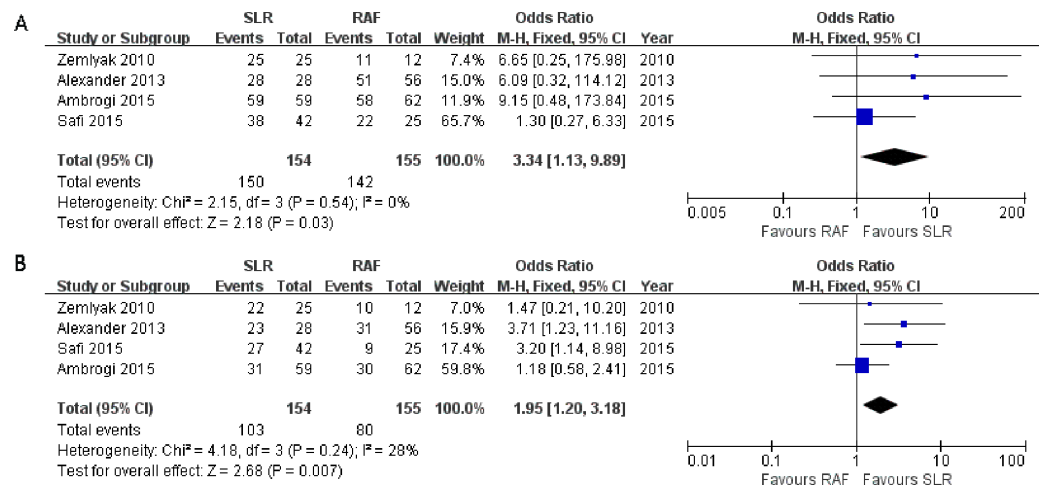 A
SLR RAF Odds Ratio Odds Ratio
Study or Subgroup Events Total Events Total Weight M-H, Fixed, 95% CI Year M-H, Fixed, 95% CI
Zemlyak 2010 25 25 11 12 7.4% 6.65 [0.25, 175.98] 2010
Alexander 2013 28 28 51 56 15.0% 6.09 [0.32, 114.12] 2013
Ambrogi 2015 59 59 58 62 11.9% 9.15 [0.48, 173.84] 2015
Safi 2015 38 42 22 25 65.7% 1.30 [0.27, 6.33] 2015
Total (95% CI) 154 155 100.0% 3.34 [1.13, 9.89]
Total events 150 142
Heterogeneity: Chi² = 2.15, df = 3 (P = 0.54); I² = 0%
Test for overall effect: Z = 2.18 (P = 0.03)
0.005 0.1 1 10 200
Favours RAF Favours SLR
B
SLR RAF Odds Ratio Odds Ratio
Study or Subgroup Events Total Events Total Weight M-H, Fixed, 95% CI Year M-H, Fixed, 95% CI
Zemlyak 2010 22 25 10 12 7.0% 1.47 [0.21, 10.20] 2010
Alexander 2013 23 28 31 56 15.9% 3.71 [1.23, 11.16] 2013
Safi 2015 27 42 9 25 17.4% 3.20 [1.14, 8.98] 2015
Ambrogi 2015 31 59 30 62 59.8% 1.18 [0.58, 2.41] 2015
Total (95% CI) 154 155 100.0% 1.95 [1.20, 3.18]
Total events 103 80
Heterogeneity: Chi² = 4.18, df = 3 (P = 0.24); I² = 28%
Test for overall effect: Z = 2.68 (P = 0.007)
0.01 0.1 1 10 100
Favours RAF Favours SLR